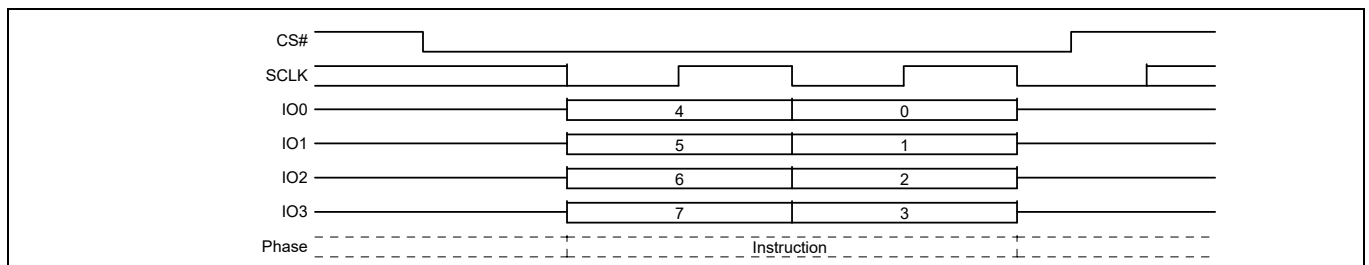 CS#
SCLK
IO0 4 0
IO1 5 1
IO2 6 2
IO3 7 3
Phase Instruction